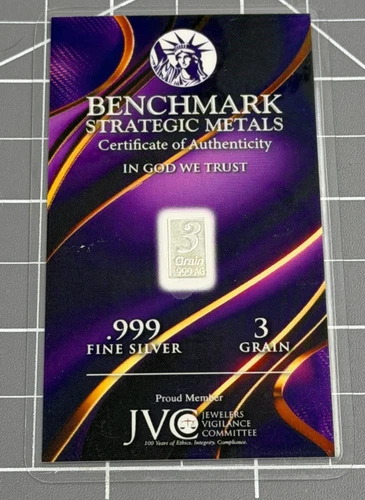 BENCHMARK
STRATEGIC METALS
Certificate of Authenticity
IN GOD WE TRUST
3
Grain
.999 AG
.999
FINE SILVER
3
GRAIN
Proud Member
JVC JEWELERS
VIGILANCE
COMMITTEE
100 Years of Ethics. Integrity. Compliance.